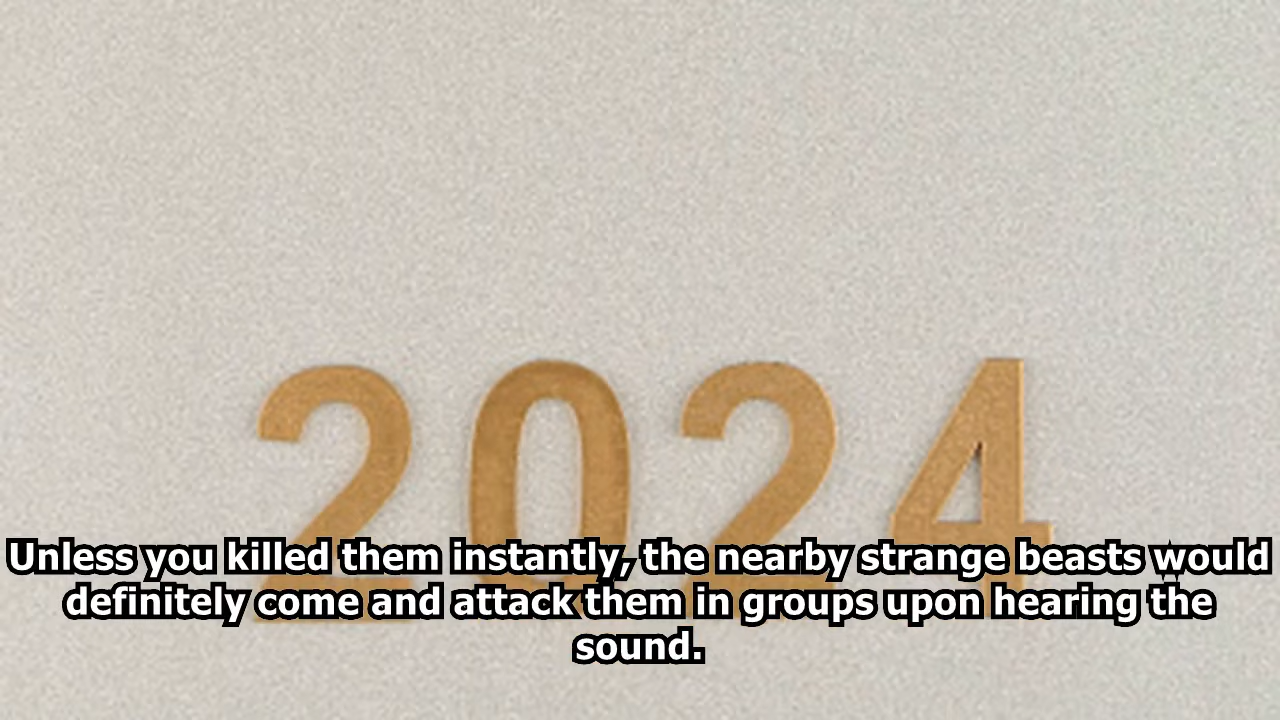 2024
Unless you killed them instantly, the nearby strange beasts would
definitely come and attack them in groups upon hearing the
sound.